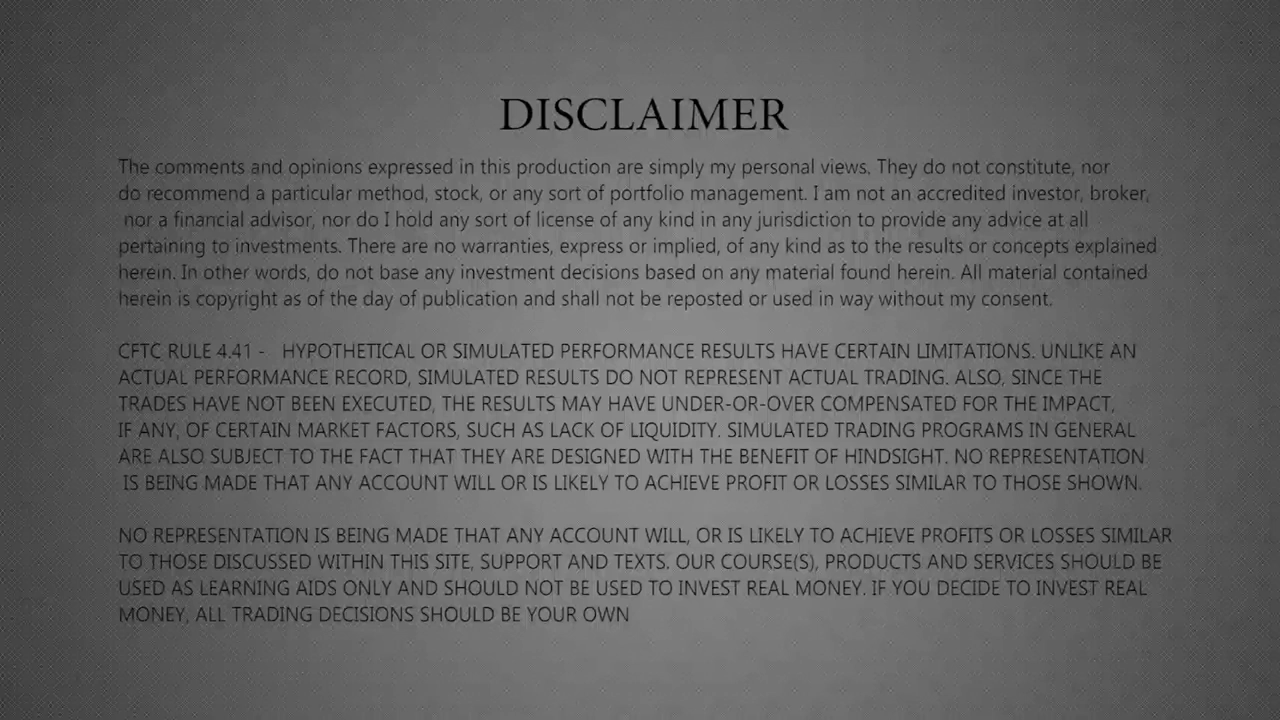 DISCLAIMER
The comments and opinions expressed in this production are simply my personal views. They do not constitute, nor
do recommend a particular method, stock, or any sort of portfolio management. I am not an accredited investor, broker,
nor a financial advisor, nor do I hold any sort of license of any kind in any jurisdiction to provide any advice at all
pertaining to investments. There are no warranties, express or implied, of any kind as to the results or concepts explained
herein. In other words, do not base any investment decisions based on any material found herein. All material contained
herein is copyright as of the day of publication and shall not be reposted or used in way without my consent.
CFTC RULE 4.41 - HYPOTHETICAL OR SIMULATED PERFORMANCE RESULTS HAVE CERTAIN LIMITATIONS. UNLIKE AN
ACTUAL PERFORMANCE RECORD, SIMULATED RESULTS DO NOT REPRESENT ACTUAL TRADING. ALSO, SINCE THE
TRADES HAVE NOT BEEN EXECUTED, THE RESULTS MAY HAVE UNDER-OR-OVER COMPENSATED FOR THE IMPACT,
IF ANY, OF CERTAIN MARKET FACTORS, SUCH AS LACK OF LIQUIDITY. SIMULATED TRADING PROGRAMS IN GENERAL
ARE ALSO SUBJECT TO THE FACT THAT THEY ARE DESIGNED WITH THE BENEFIT OF HINDSIGHT. NO REPRESENTATION
IS BEING MADE THAT ANY ACCOUNT WILL OR IS LIKELY TO ACHIEVE PROFIT OR LOSSES SIMILAR TO THOSE SHOWN.
NO REPRESENTATION IS BEING MADE THAT ANY ACCOUNT WILL, OR IS LIKELY TO ACHIEVE PROFITS OR LOSSES SIMILAR
TO THOSE DISCUSSED WITHIN THIS SITE, SUPPORT AND TEXTS. OUR COURSE(S), PRODUCTS AND SERVICES SHOULD BE
USED AS LEARNING AIDS ONLY AND SHOULD NOT BE USED TO INVEST REAL MONEY. IF YOU DECIDE TO INVEST REAL
MONEY, ALL TRADING DECISIONS SHOULD BE YOUR OWN